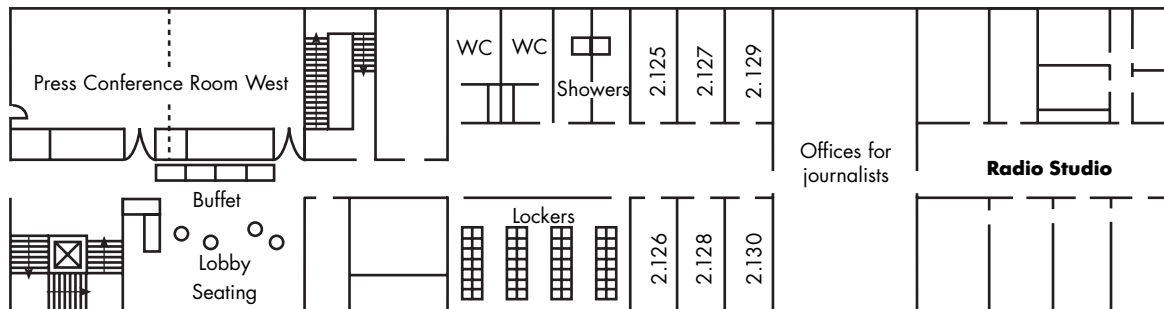 WC
WC
Press Conference Room West
Showers
2.125
2.127
2.129
Offices for
journalists
Radio Studio
Buffet
Lockers
Lobby
Seating
2.126
2.128
2.130